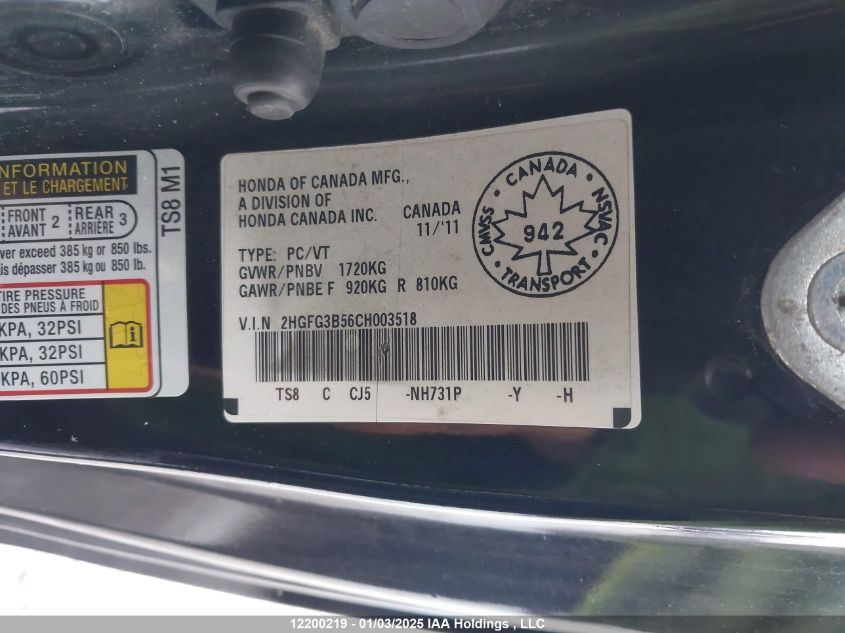 NFORMATION
ET LE CHARGEMENT
FRONT
AVANT 2
REAR
ARRIÈRE 3
ver exceed 385 kg or 850 lbs.
ais dépasser 385 kg ou 850 lb.
TIRE PRESSURE
DES PNEUS À FROID
KPA, 32PSI
KPA, 32PSI
KPA, 60PSI
TS8 M1
HONDA OF CANADA MFG.,
A DIVISION OF
HONDA CANADA INC.
CANADA
11/'11
TYPE: PC/VT
GVWR/PNBV 1720KG
GAWR/PNBE F 920KG R 810KG
V.I.N 2HGFG3B56CH003518
TS8 C CJ5 -NH731P -Y -H
CANADA
CMVSS
NSVAC
942
TRANSPORT
12200219 - 01/03/2025 IAA Holdings , LLC